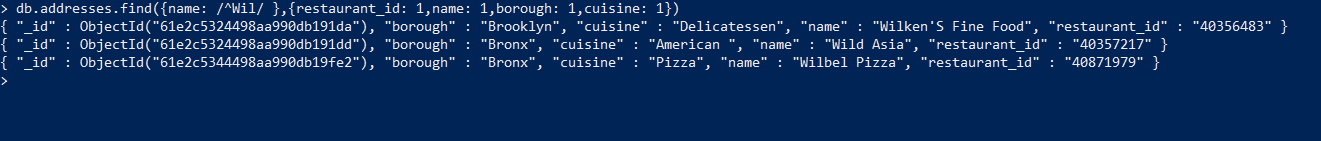 > db.addresses.find({name: /^Wil/ },{restaurant_id: 1,name: 1,borough: 1,cuisine: 1})
{ "_id" : ObjectId("61e2c5324498aa990db191da"), "borough" : "Brooklyn", "cuisine" : "Delicatessen", "name" : "Wilken'S Fine Food", "restaurant_id" : "40356483" }
{ "_id" : ObjectId("61e2c5324498aa990db191dd"), "borough" : "Bronx", "cuisine" : "American ", "name" : "Wild Asia", "restaurant_id" : "40357217" }
{ "_id" : ObjectId("61e2c5344498aa990db19fe2"), "borough" : "Bronx", "cuisine" : "Pizza", "name" : "Wilbel Pizza", "restaurant_id" : "40871979" }
>